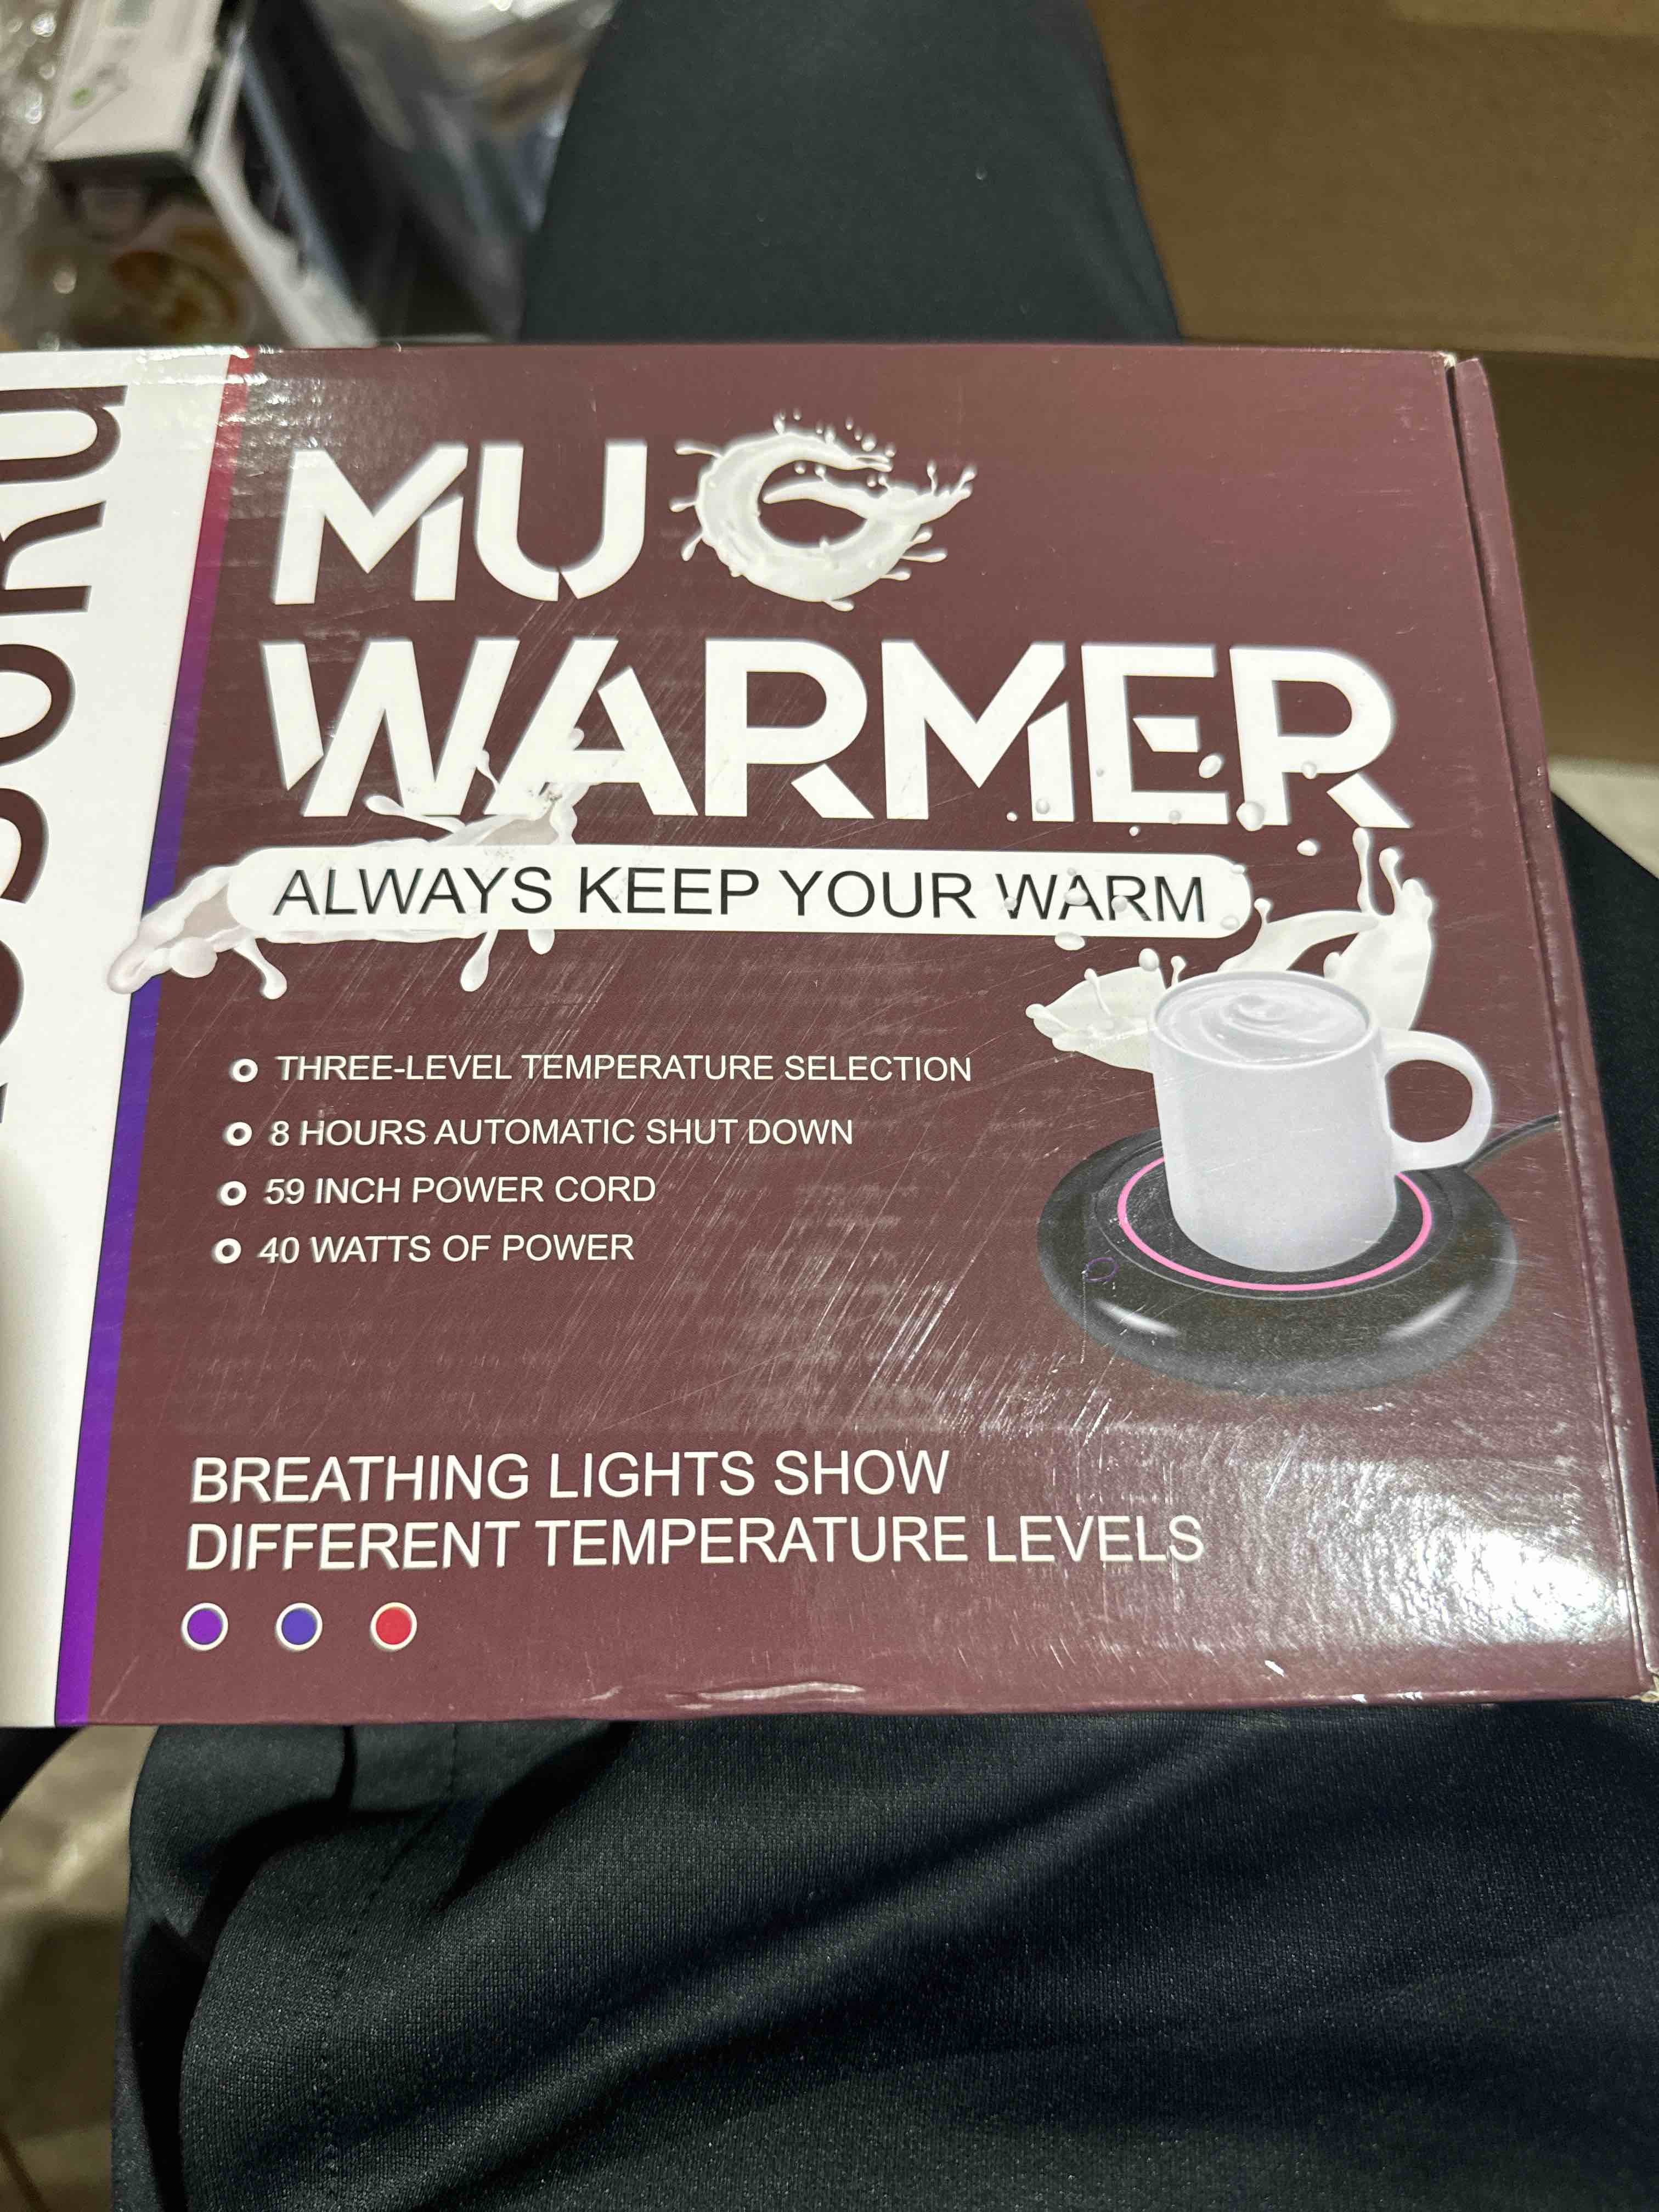 MUG
WARMER
ALWAYS KEEP YOUR WARM
THREE-LEVEL TEMPERATURE SELECTION
8 HOURS AUTOMATIC SHUT DOWN
59 INCH POWER CORD
40 WATTS OF POWER
BREATHING LIGHTS SHOW
DIFFERENT TEMPERATURE LEVELS